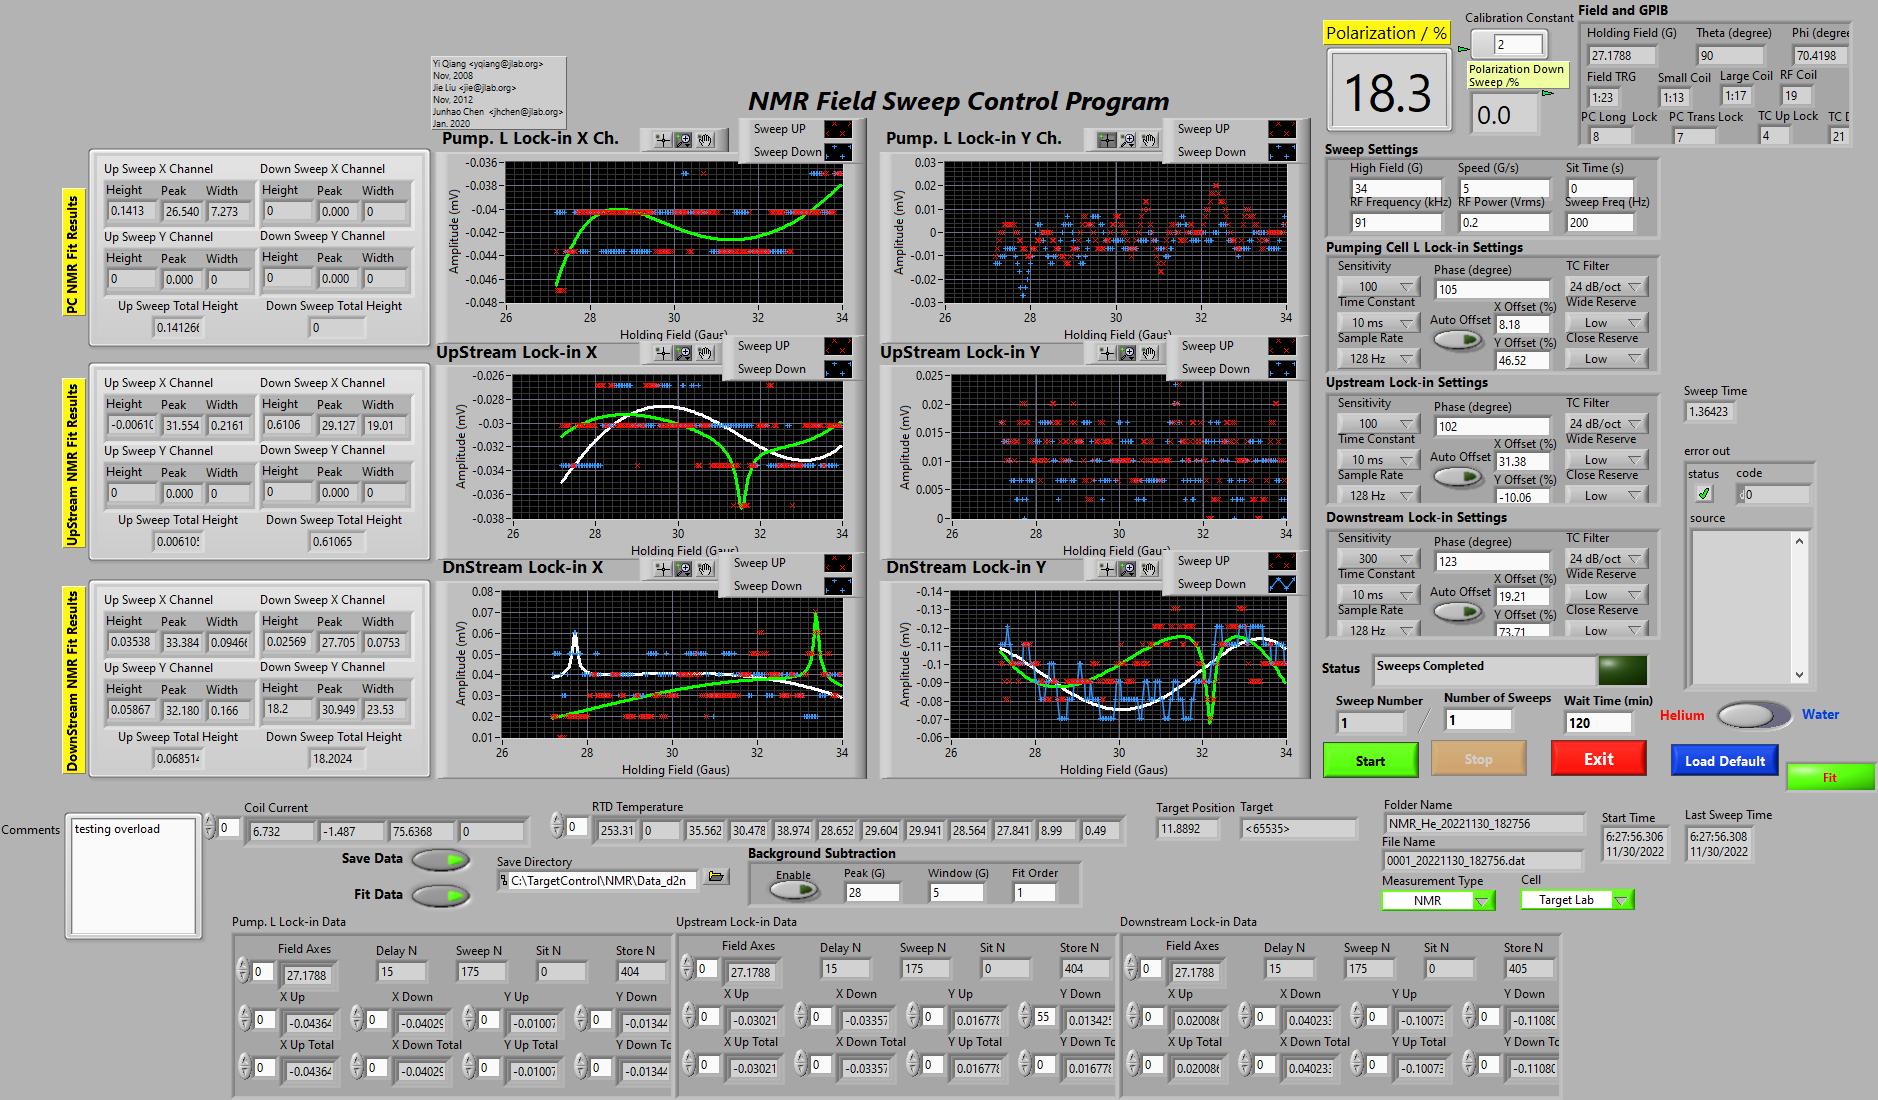 Yi Qiang <yqiang@jlab.org>
Nov, 2008
Jie Liu <jie@jlab.org>
Nov, 2012
Junhao Chen <jhchen@jlab.org>
Jan. 2020
NMR Field Sweep Control Program
Polarization / %
18.3
Calibration Constant
2
Polarization Down
Sweep /%
0.0
Field and GPIB
Holding Field (G) Theta (degree) Phi (degree
27.1788 90 70.4198
Field TRG Small Coil Large Coil RF Coil
1:23 1:13 1:17 19
PC Long Lock PC Trans Lock TC Up Lock TC D
8 7 4 21
PC NMR Fit Results
Up Sweep X Channel Down Sweep X Channel
Height Peak Width Height Peak Width
0.1413 26.540 7.273 0 0.000 0
Up Sweep Y Channel Down Sweep Y Channel
Height Peak Width Height Peak Width
0 0.000 0 0 0.000 0
Up Sweep Total Height Down Sweep Total Height
0.141266 0
UpStream NMR Fit Results
Up Sweep X Channel Down Sweep X Channel
Height Peak Width Height Peak Width
-0.00610 31.554 0.2161 0.6106 29.127 19.01
Up Sweep Y Channel Down Sweep Y Channel
Height Peak Width Height Peak Width
0 0.000 0 0 0.000 0
Up Sweep Total Height Down Sweep Total Height
0.006105 0.61065
DownStream NMR Fit Results
Up Sweep X Channel Down Sweep X Channel
Height Peak Width Height Peak Width
0.03538 33.384 0.09466 0.02569 27.705 0.0753
Up Sweep Y Channel Down Sweep Y Channel
Height Peak Width Height Peak Width
0.05867 32.180 0.166 18.2 30.949 23.53
Up Sweep Total Height Down Sweep Total Height
0.068514 18.2024
Pump. L Lock-in X Ch.
Sweep UP
Sweep Down
Amplitude (mV)
-0.036
-0.038
-0.04
-0.042
-0.044
-0.046
-0.048
26 28 30 32 34
Holding Field (Gaus)
Pump. L Lock-in Y Ch.
Sweep UP
Sweep Down
Amplitude (mV)
0.03
0.02
0.01
0
-0.01
-0.02
-0.03
26 28 30 32 34
Holding Field (Gaus)
UpStream Lock-in X
Sweep UP
Sweep Down
Amplitude (mV)
-0.026
-0.028
-0.03
-0.032
-0.034
-0.036
-0.038
26 28 30 32 34
Holding Field (Gaus)
UpStream Lock-in Y
Sweep UP
Sweep Down
Amplitude (mV)
0.025
0.02
0.015
0.01
0.005
0
26 28 30 32 34
Holding Field (Gaus)
DnStream Lock-in X
Sweep UP
Sweep Down
Amplitude (mV)
0.08
0.07
0.06
0.05
0.04
0.03
0.02
0.01
26 28 30 32 34
Holding Field (Gaus)
DnStream Lock-in Y
Sweep UP
Sweep Down
Amplitude (mV)
-0.14
-0.13
-0.12
-0.11
-0.1
-0.09
-0.08
-0.07
-0.06
26 28 30 32 34
Holding Field (Gaus)
Sweep Settings
High Field (G) Speed (G/s) Sit Time (s)
34 5 0
RF Frequency (kHz) RF Power (Vrms) Sweep Freq (Hz)
91 0.2 200
Pumping Cell L Lock-in Settings
Sensitivity Phase (degree) TC Filter
100 105 24 dB/oct
Time Constant X Offset (%) Wide Reserve
10 ms Auto Offset 8.18 Low
Sample Rate Y Offset (%) Close Reserve
128 Hz 46.52 Low
Upstream Lock-in Settings
Sensitivity Phase (degree) TC Filter
100 102 24 dB/oct
Time Constant X Offset (%) Wide Reserve
10 ms Auto Offset 31.38 Low
Sample Rate Y Offset (%) Close Reserve
128 Hz -10.06 Low
Downstream Lock-in Settings
Sensitivity Phase (degree) TC Filter
300 123 24 dB/oct
Time Constant X Offset (%) Wide Reserve
10 ms Auto Offset 19.21 Low
Sample Rate Y Offset (%) Close Reserve
128 Hz 73.71 Low
Sweep Time
1.36423
error out
status code
0
source
Status Sweeps Completed
Sweep Number Number of Sweeps Wait Time (min)
1 / 1 120
Helium Water
Start Stop Exit Load Default Fit
Comments
testing overload
Coil Current
0 6.732 -1.487 75.6368 0
RTD Temperature
0 253.31 0 35.562 30.478 38.974 28.652 29.604 29.941 28.564 27.841 8.99 0.49
Target Position Target
11.8892 <65535>
Folder Name
NMR_He_20221130_182756
File Name
0001_20221130_182756.dat
Start Time
6:27:56.306
11/30/2022
Last Sweep Time
6:27:56.308
11/30/2022
Measurement Type Cell
NMR Target Lab
Save Data
Fit Data
Save Directory
C:\TargetControl\NMR\Data_d2n
Background Subtraction
Enable Peak (G) Window (G) Fit Order
28 5 1
Pump. L Lock-in Data
Field Axes Delay N Sweep N Sit N Store N
0 27.1788 15 175 0 404
X Up X Down Y Up Y Down
0 -0.04364 0 -0.04029 0 -0.01007 0 -0.01344
X Up Total X Down Total Y Up Total Y Down To
0 -0.04364 0 -0.04029 0 -0.01007 0 -0.01344
Upstream Lock-in Data
Field Axes Delay N Sweep N Sit N Store N
0 27.1788 15 175 0 404
X Up X Down Y Up Y Down
0 -0.03021 0 -0.03357 0 0.016778 55 0.013425
X Up Total X Down Total Y Up Total Y Down To
0 -0.03021 0 -0.03357 0 0.016778 0 0.016778
Downstream Lock-in Data
Field Axes Delay N Sweep N Sit N Store N
0 27.1788 15 175 0 405
X Up X Down Y Up Y Down
0 0.020086 0 0.040233 0 -0.10073 0 -0.11080
X Up Total X Down Total Y Up Total Y Down To
0 0.020086 0 0.040233 0 -0.10073 0 -0.11080